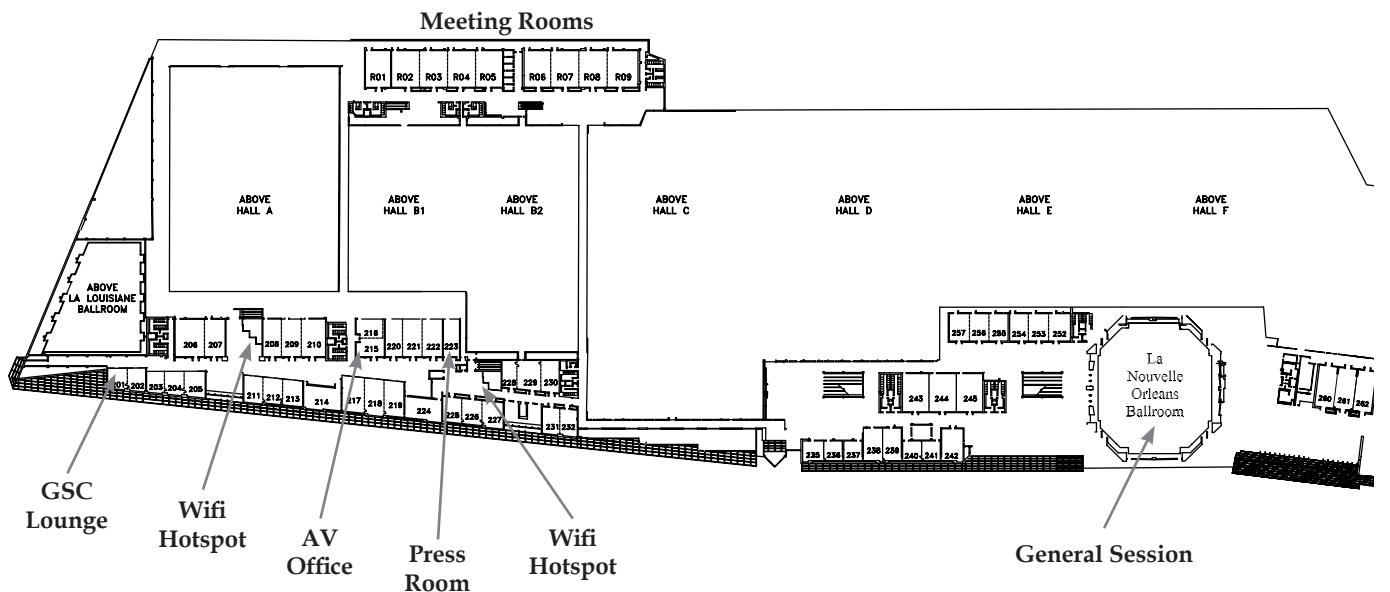 Meeting Rooms
R01 R02 R03 R04 R05 R06 R07 R08 R09
ABOVE
HALL A
ABOVE
HALL B1
ABOVE
HALL B2
ABOVE
HALL C
ABOVE
HALL D
ABOVE
HALL E
ABOVE
HALL F
ABOVE
LA LOUISIANE
BALLROOM
206 207 208 209 210
216
215
220 221 222 223
201 202 203 204 205
211 212 213 214
217 218 219 224
225 226 227
228 229 230
231 232
257 256 255 254 253 252
243 244 245
235 236 237 238 239 240 241 242
La
Nouvelle
Orleans
Ballroom
260 261 262
GSC
Lounge
Wifi
Hotspot
AV
Office
Press
Room
Wifi
Hotspot
General Session